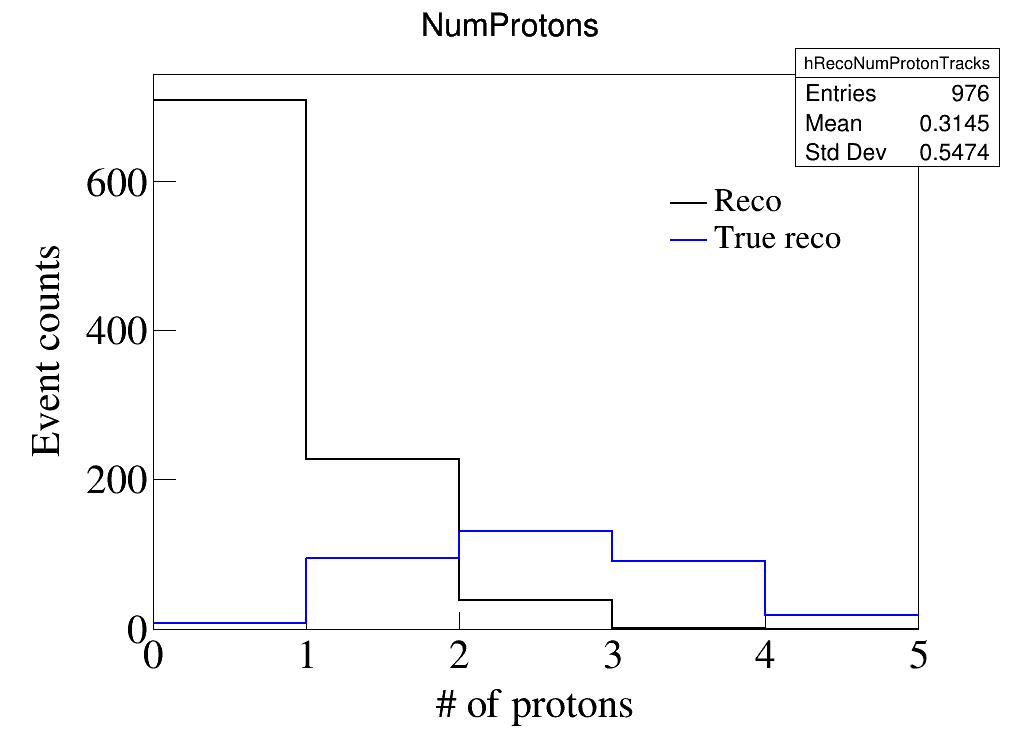 NumProtons
hRecoNumProtonTracks
Entries 976
Mean 0.3145
Std Dev 0.5474
Reco
True reco
Event counts
600
400
200
0
0 1 2 3 4 5
# of protons